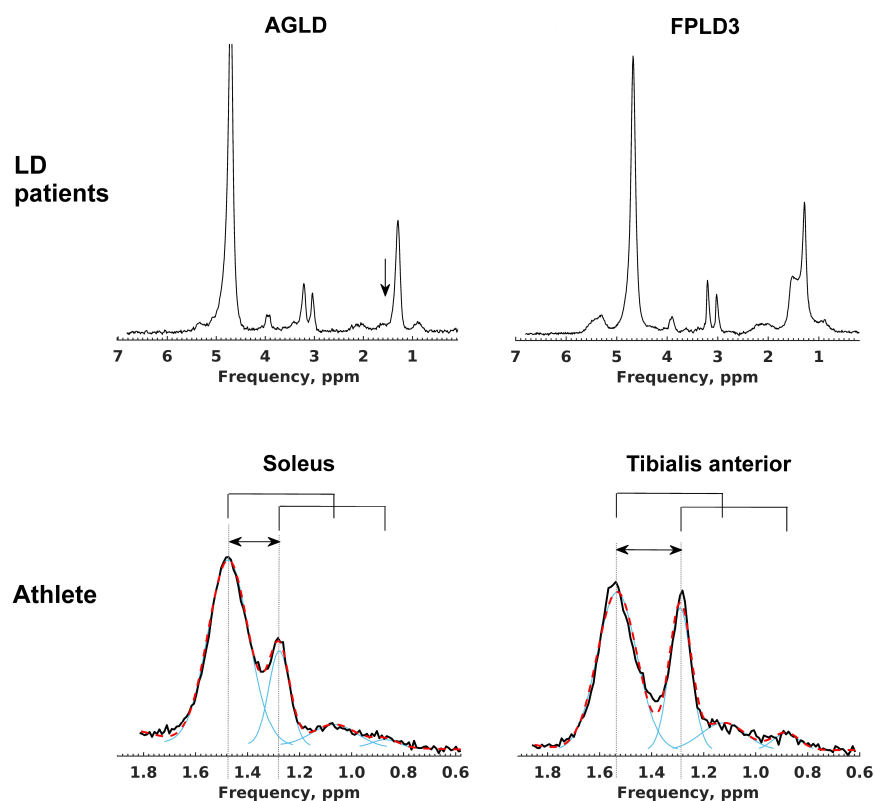 AGLD
FPLD3
LD
patients
7 6 5 4 3 2 1
Frequency, ppm
8 7 6 5 4 3 2 1
Frequency, ppm
Soleus
Tibialis anterior
Athlete
1.8 1.6 1.4 1.2 1.0 0.8 0.6
Frequency, ppm
1.8 1.6 1.4 1.2 1.0 0.8 0.6
Frequency, ppm